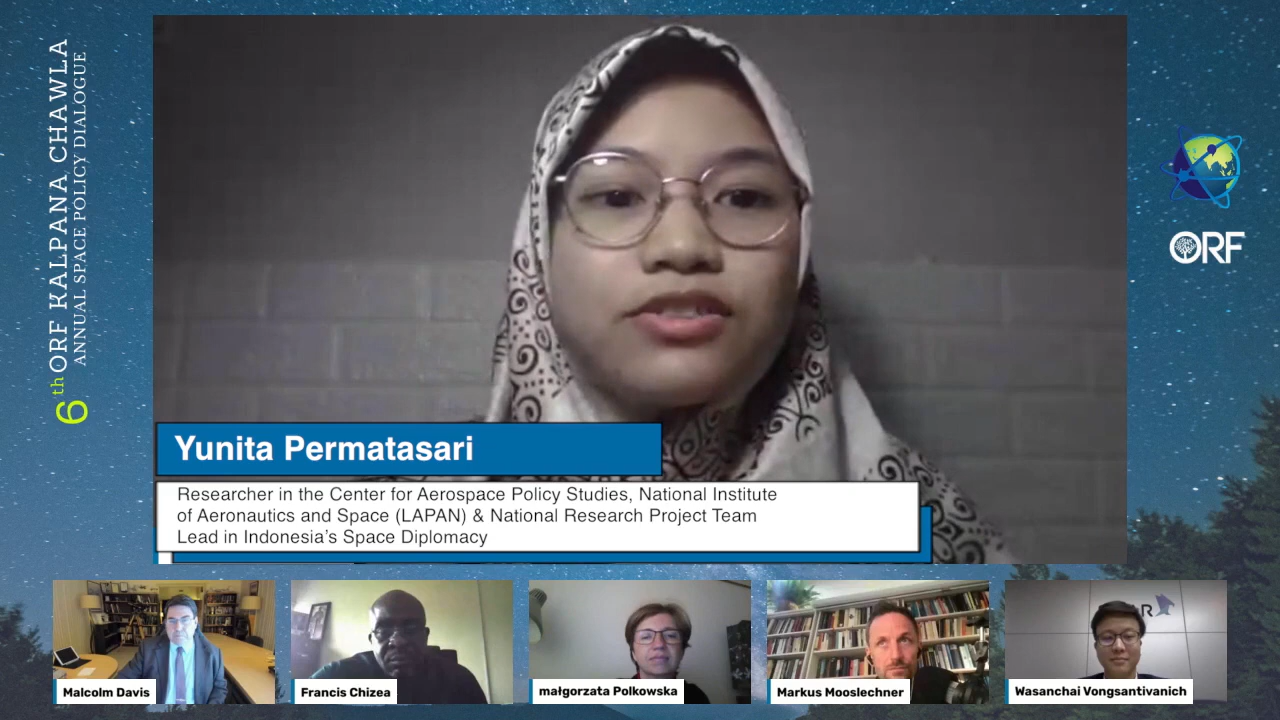 6th ORF KALPANA CHAWLA
ANNUAL SPACE POLICY DIALOGUE
ORF
Yunita Permatasari
Researcher in the Center for Aerospace Policy Studies, National Institute
of Aeronautics and Space (LAPAN) & National Research Project Team
Lead in Indonesia's Space Diplomacy
Malcolm Davis
Francis Chizea
małgorzata Polkowska
Markus Mooslechner
Wasanchai Vongsantivanich